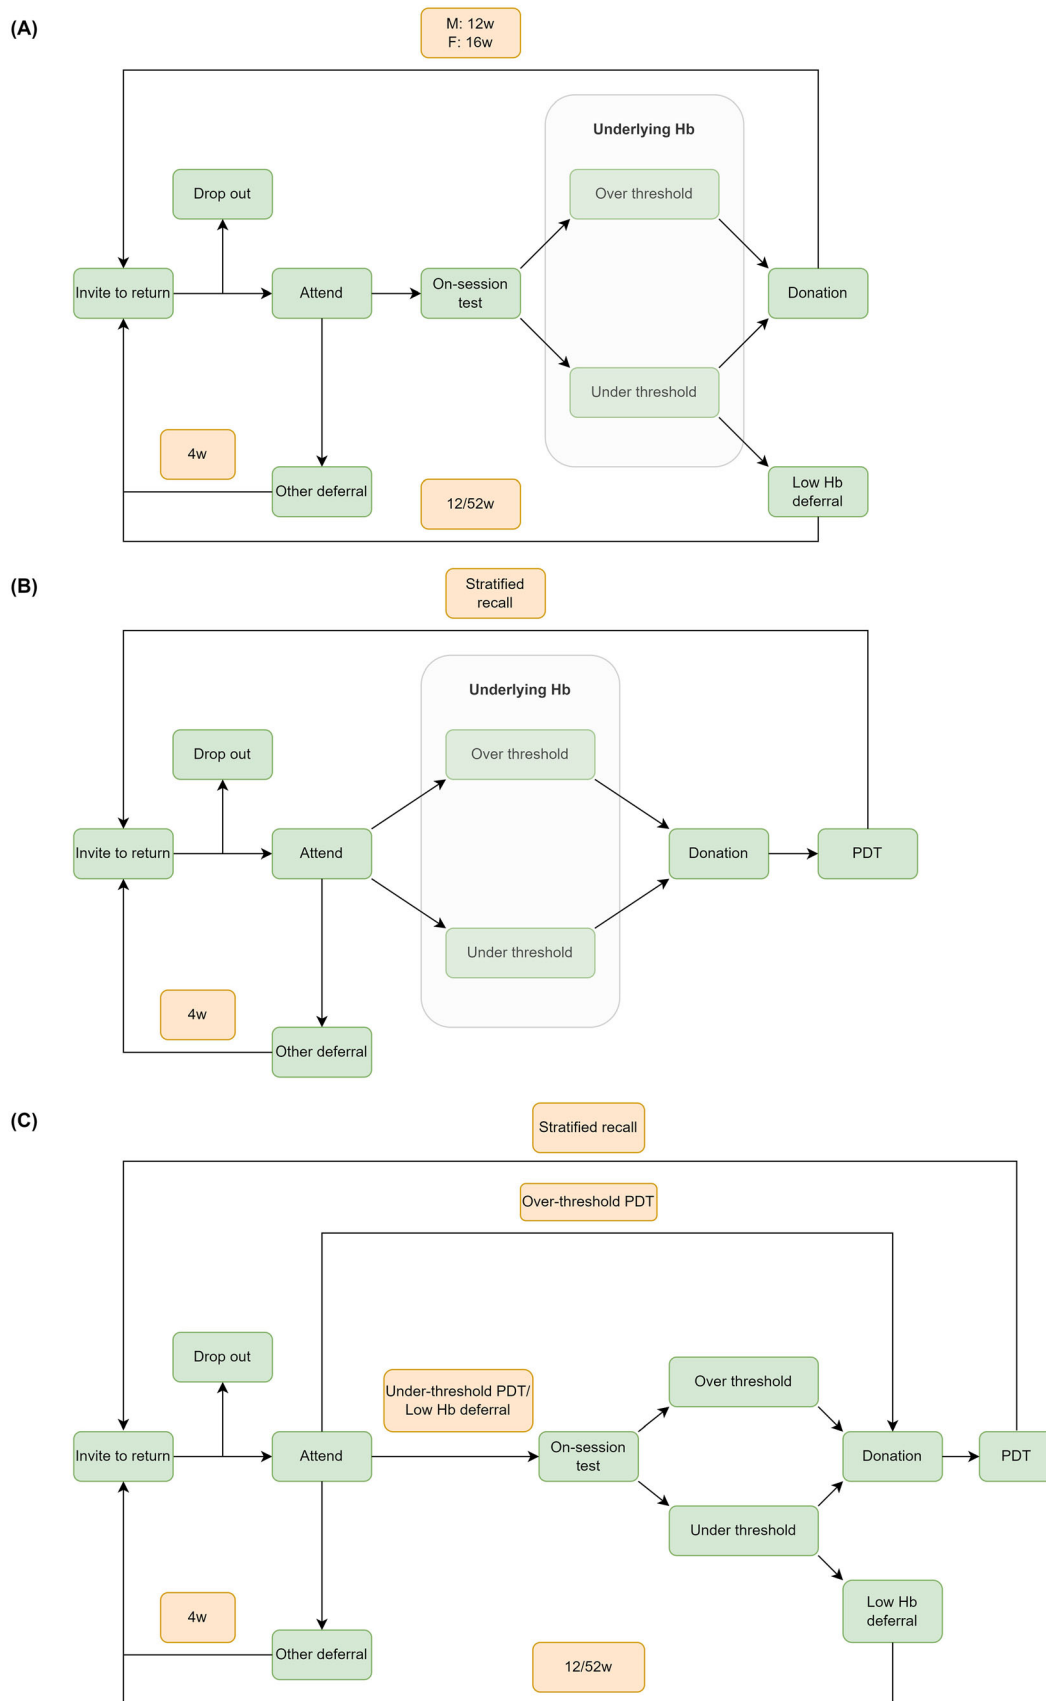 (A)
M: 12w
F: 16w
Underlying Hb
Drop out
Over threshold
Invite to return
Attend
On-session
test
Donation
Under threshold
4w
Other deferral
12/52w
Low Hb
deferral
(B)
Stratified
recall
Underlying Hb
Drop out
Over threshold
Invite to return
Attend
Donation
PDT
Under threshold
4w
Other deferral
(C)
Stratified recall
Over-threshold PDT
Drop out
Under-threshold PDT/
Low Hb deferral
Over threshold
Invite to return
Attend
On-session
test
Donation
PDT
Under threshold
4w
Low Hb
deferral
Other deferral
12/52w